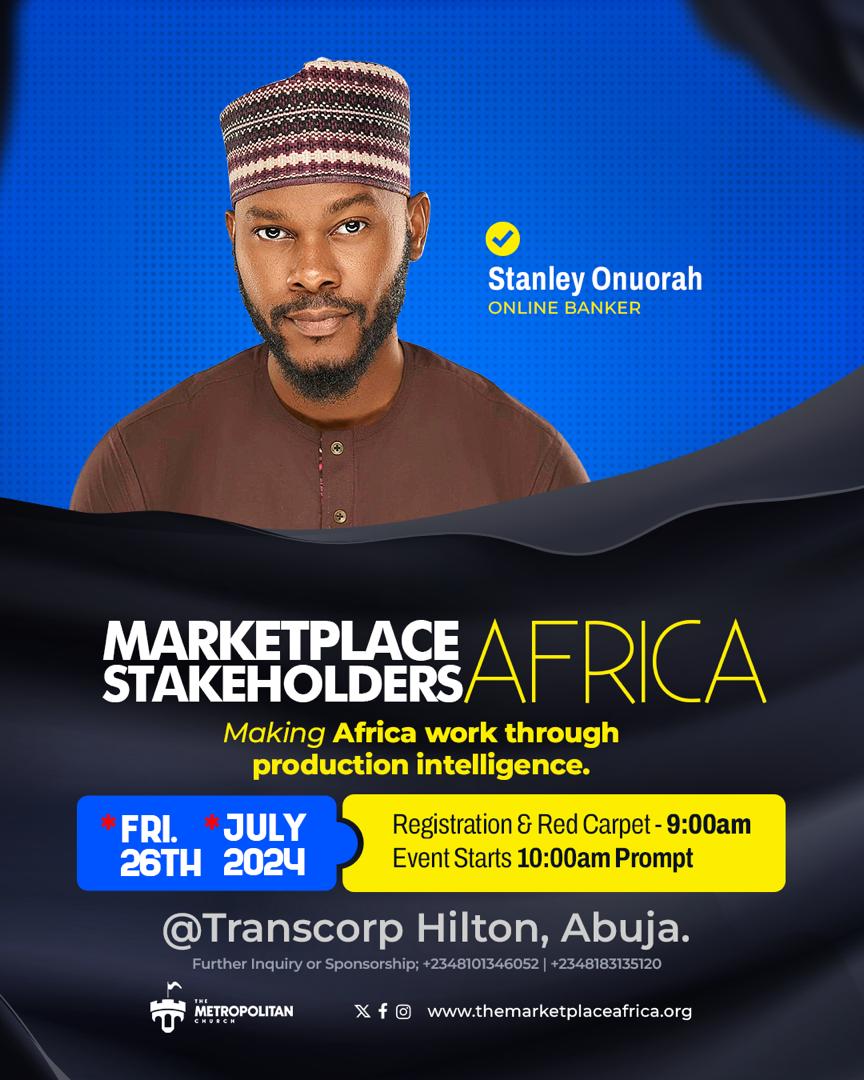 Stanley Onuorah
ONLINE BANKER
MARKETPLACE
STAKEHOLDERS
AFRICA
Making Africa work through
production intelligence.
*FRI. *JULY
26TH 2024
Registration & Red Carpet - 9:00am
Event Starts 10:00am Prompt
@Transcorp Hilton, Abuja.
Further Inquiry or Sponsorship; +2348101346052 | +2348183135120
THE
METROPOLITAN
CHURCH
www.themarketplaceafrica.org